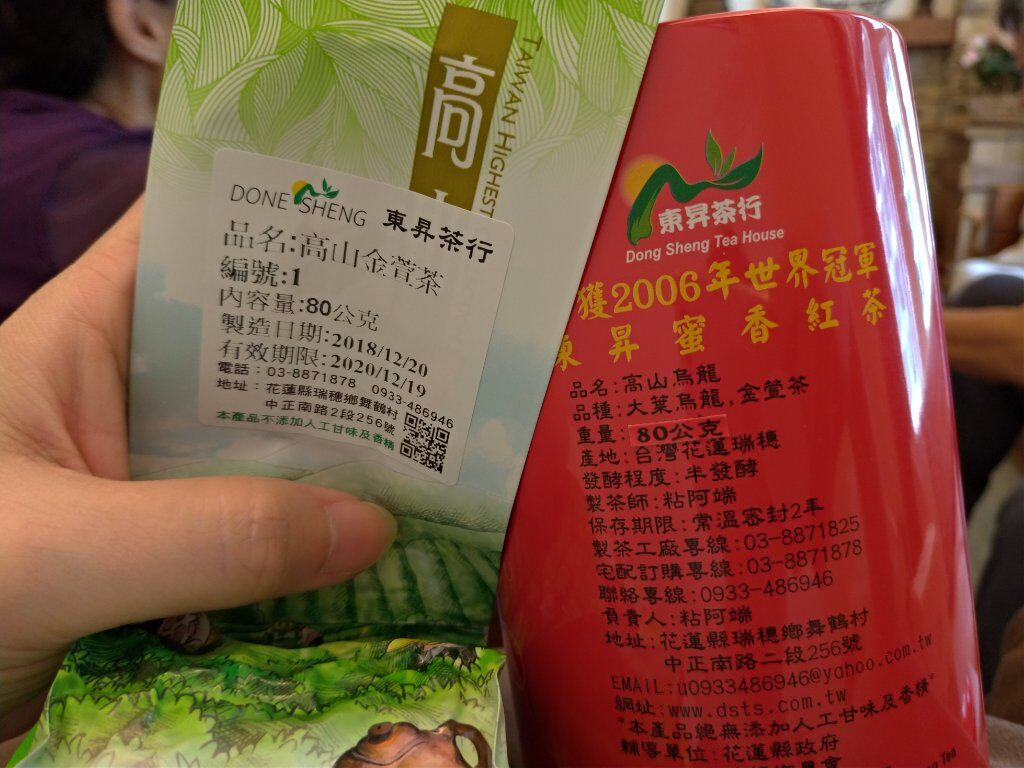 高
TAIWAN HIGHEST
DONE SHENG 東昇茶行
品名:高山金萱茶
編號:1
內容量:80公克
製造日期:2018/12/20
有效期限:2020/12/19
電話:03-8871878 0933-486946
地址:花蓮縣瑞穗鄉舞鶴村
中正南路2段256號
本產品不添加人工甘味及香精
東昇茶行
Dong Sheng Tea House
獲2006年世界冠軍
東昇蜜香紅茶
品名:高山烏龍
品種:大葉烏龍,金萱茶
重量:80公克
產地:台灣花蓮瑞穗
發酵程度:半發酵
製茶師:粘阿端
保存期限:常溫密封2年
製茶工廠專線:03-8871825
宅配訂購專線:03-8871878
聯絡專線:0933-486946
負責人:粘阿端
地址:花蓮縣瑞穗鄉舞鶴村
中正南路二段256號
EMAIL:u0933486946@yahoo.com.tw
網址:www.dsts.com.tw
*本產品絕無添加人工甘味及香精*
輔導單位:花蓮縣政府
Tea